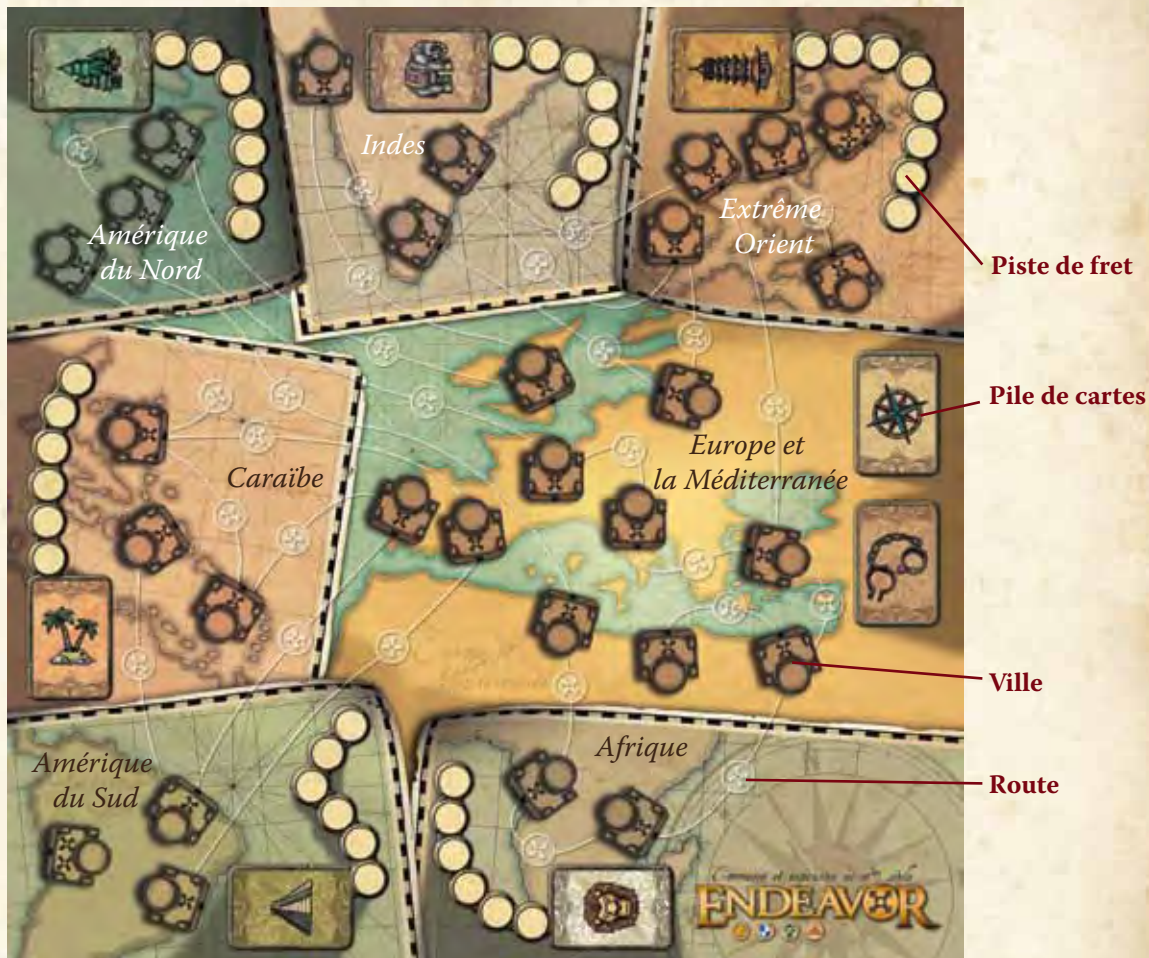 Indes
Extrême
Orient
Amérique
du Nord
Piste de fret
Pile de cartes
Europe et
la Méditerranée
Caraïbe
Ville
Afrique
Amérique
du Sud
Route
ENDEAVOR